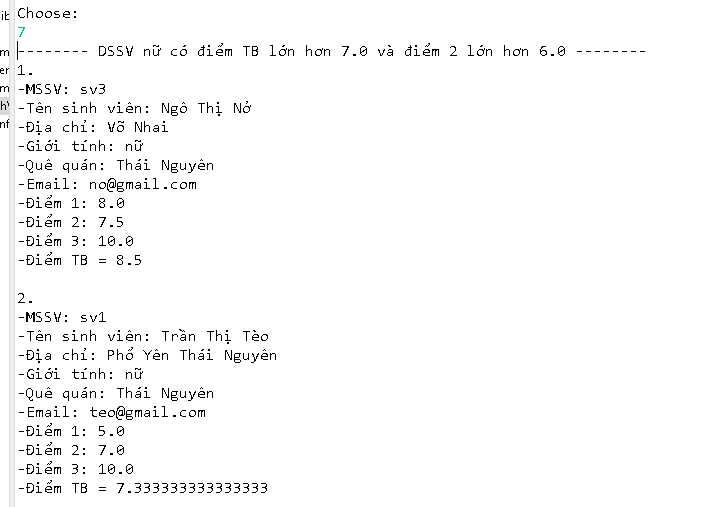 Choose:
7
-------- DSSV nữ có điểm TB lớn hơn 7.0 và điểm 2 lớn hơn 6.0 --------
1.
-MSSV: sv3
-Tên sinh viên: Ngô Thị Nở
-Địa chỉ: Võ Nhai
-Giới tính: nữ
-Quê quán: Thái Nguyên
-Email: no@gmail.com
-Điểm 1: 8.0
-Điểm 2: 7.5
-Điểm 3: 10.0
-Điểm TB = 8.5
2.
-MSSV: sv1
-Tên sinh viên: Trần Thị Tèo
-Địa chỉ: Phổ Yên Thái Nguyên
-Giới tính: nữ
-Quê quán: Thái Nguyên
-Email: teo@gmail.com
-Điểm 1: 5.0
-Điểm 2: 7.0
-Điểm 3: 10.0
-Điểm TB = 7.333333333333333